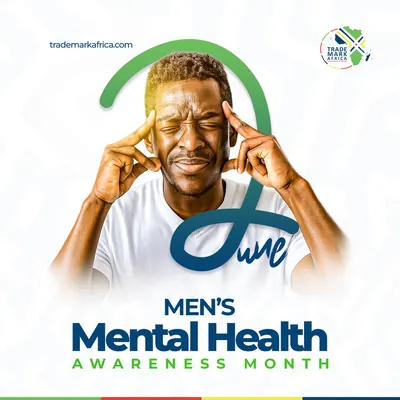 trademarkafrica.com
TRADE
MARK
AFRICA
June
MEN'S
Mental Health
AWARENESS MONTH